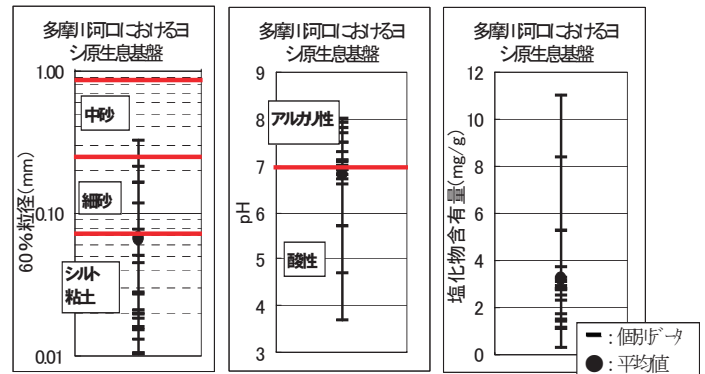 多摩川河口におけるヨ
シ原生息基盤
1.00
中砂
60%粒径(mm)
細砂
0.10
シルト
粘土
0.01
多摩川河口におけるヨ
シ原生息基盤
9
8
アルカリ性
7
pH
6
5
酸性
4
3
多摩川河口におけるヨ
シ原生息基盤
12
10
8
塩化物含有量(mg/g)
6
4
2
0
: 個別データ
: 平均値